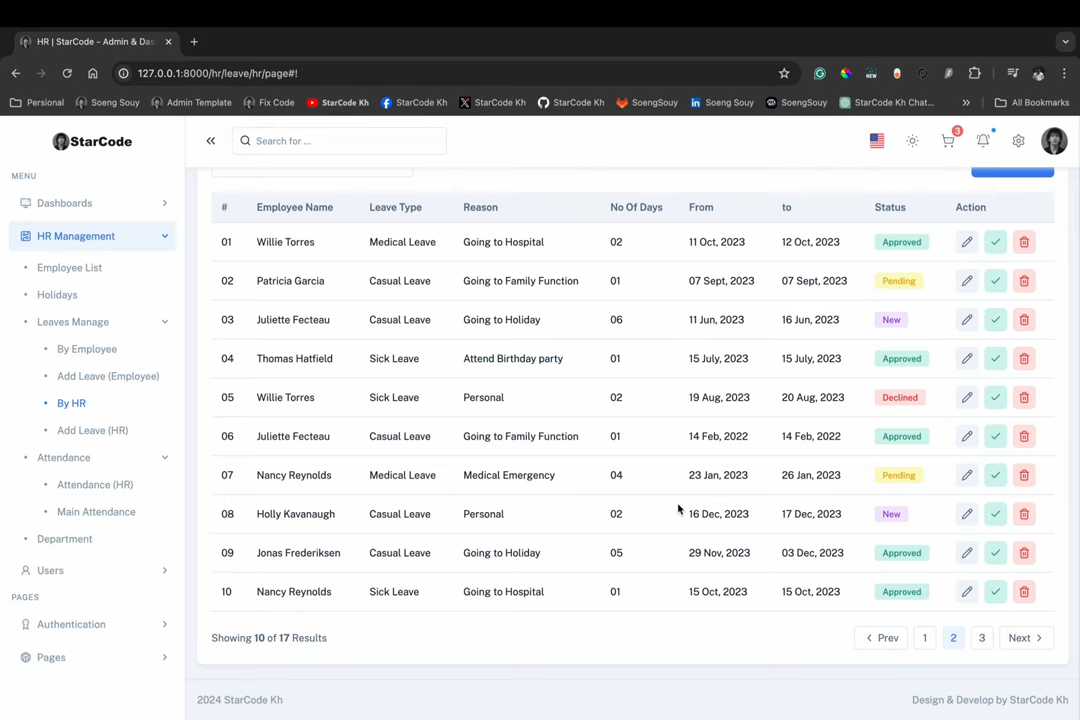 HR | StarCode - Admin & Das
127.0.0.1:8000/hr/leave/hr/page#!
Personal Soeng Souy Admin Template Fix Code StarCode Kh StarCode Kh StarCode Kh StarCode Kh SoengSouy Soeng Souy SoengSouy StarCode Kh Chat... » All Bookmarks
StarCode
Search for ...
3
MENU
Dashboards
HR Management
Employee List
Holidays
Leaves Manage
By Employee
Add Leave (Employee)
By HR
Add Leave (HR)
Attendance
Attendance (HR)
Main Attendance
Department
Users
PAGES
Authentication
Pages
# Employee Name Leave Type Reason No Of Days From to Status Action
01 Willie Torres Medical Leave Going to Hospital 02 11 Oct, 2023 12 Oct, 2023 Approved
02 Patricia Garcia Casual Leave Going to Family Function 01 07 Sept, 2023 07 Sept, 2023 Pending
03 Juliette Fecteau Casual Leave Going to Holiday 06 11 Jun, 2023 16 Jun, 2023 New
04 Thomas Hatfield Sick Leave Attend Birthday party 01 15 July, 2023 15 July, 2023 Approved
05 Willie Torres Sick Leave Personal 02 19 Aug, 2023 20 Aug, 2023 Declined
06 Juliette Fecteau Casual Leave Going to Family Function 01 14 Feb, 2022 14 Feb, 2022 Approved
07 Nancy Reynolds Medical Leave Medical Emergency 04 23 Jan, 2023 26 Jan, 2023 Pending
08 Holly Kavanaugh Casual Leave Personal 02 16 Dec, 2023 17 Dec, 2023 New
09 Jonas Frederiksen Casual Leave Going to Holiday 05 29 Nov, 2023 03 Dec, 2023 Approved
10 Nancy Reynolds Sick Leave Going to Hospital 01 15 Oct, 2023 15 Oct, 2023 Approved
Showing 10 of 17 Results
Prev 1 2 3 Next
2024 StarCode Kh
Design & Develop by StarCode Kh